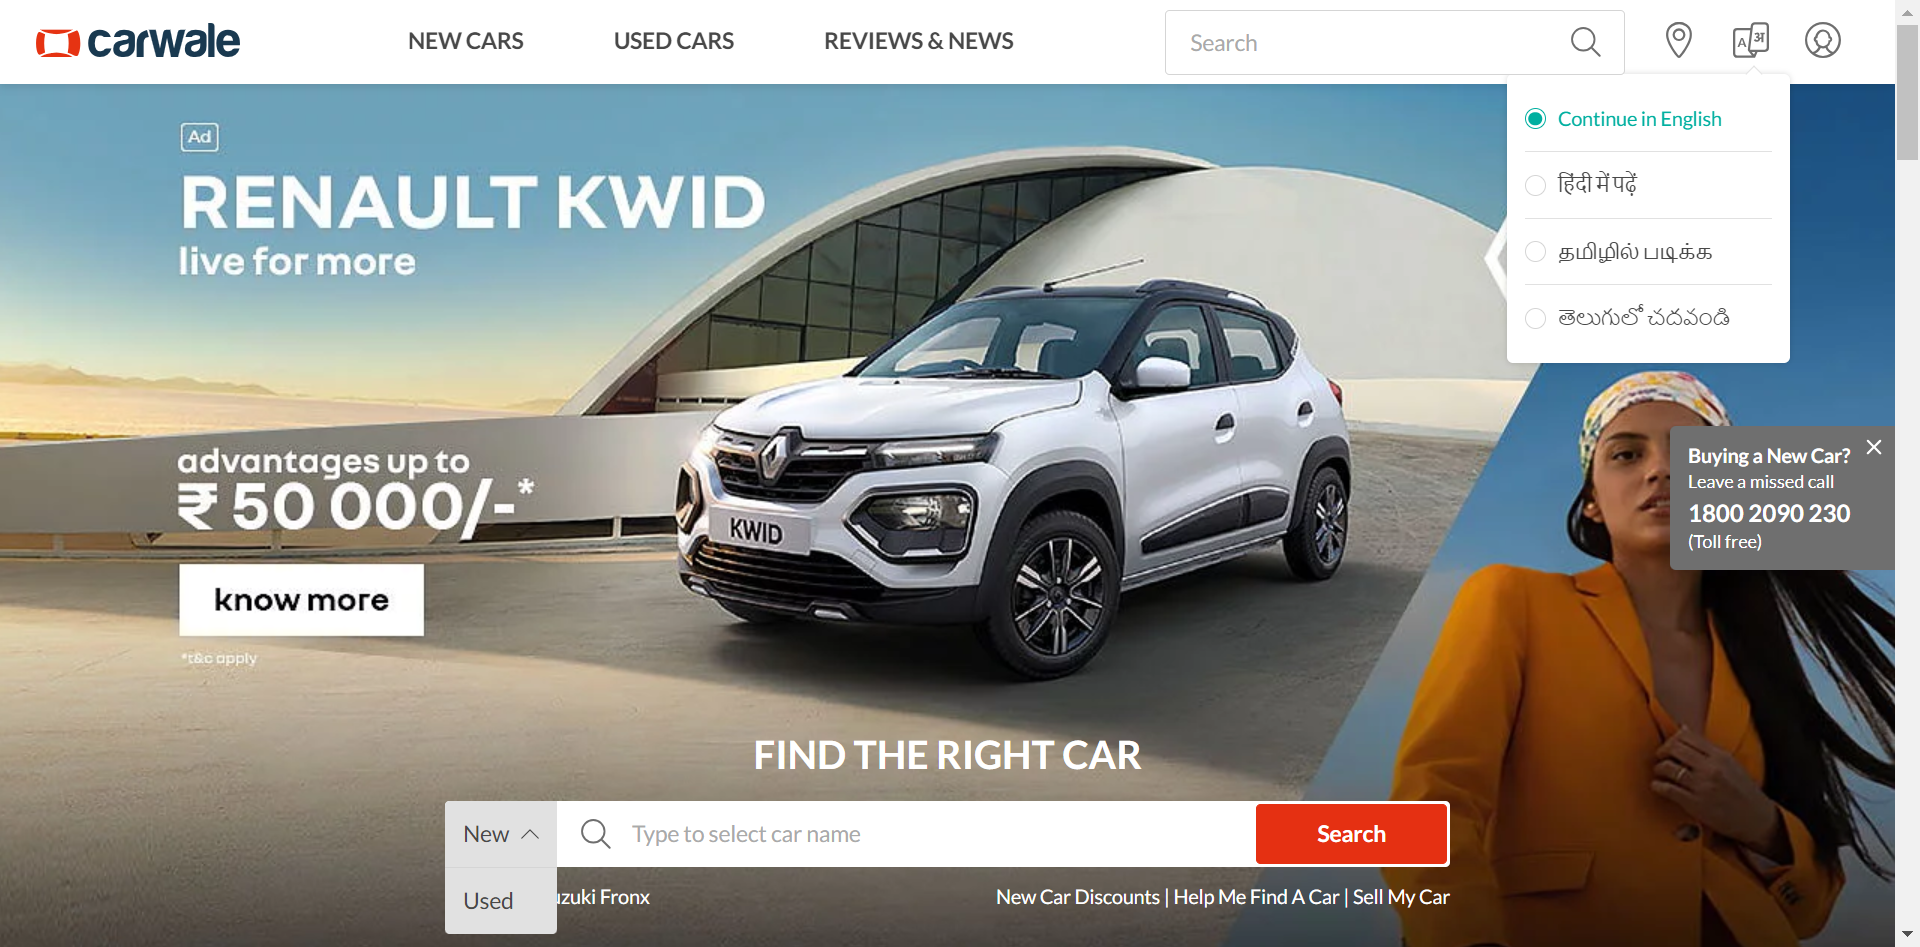 carwale
NEW CARS
USED CARS
REVIEWS & NEWS
Search
A अ
Continue in English
हिंदी में पढ़ें
தமிழில் படிக்க
తెలుగులో చదవండి
Ad
RENAULT KWID
live for more
advantages up to
₹ 50 000/-*
know more
*t&c apply
KWID
Buying a New Car?
Leave a missed call
1800 2090 230
(Toll free)
FIND THE RIGHT CAR
New
Type to select car name
Search
Used
uzuki Fronx
New Car Discounts | Help Me Find A Car | Sell My Car